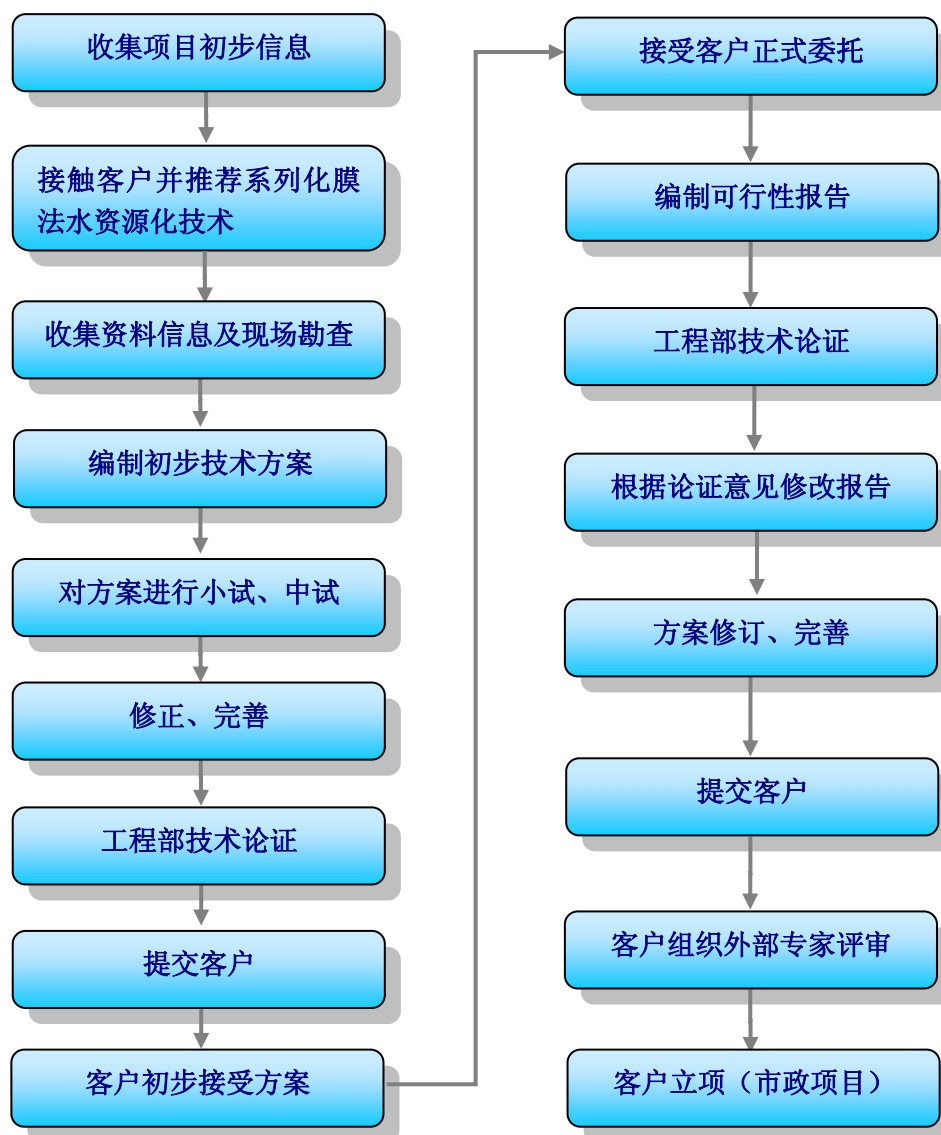 收集项目初步信息
接触客户并推荐系列化膜
法水资源化技术
收集资料信息及现场勘查
编制初步技术方案
对方案进行小试、中试
修正、完善
工程部技术论证
提交客户
客户初步接受方案
接受客户正式委托
编制可行性报告
工程部技术论证
根据论证意见修改报告
方案修订、完善
提交客户
客户组织外部专家评审
客户立项（市政项目）